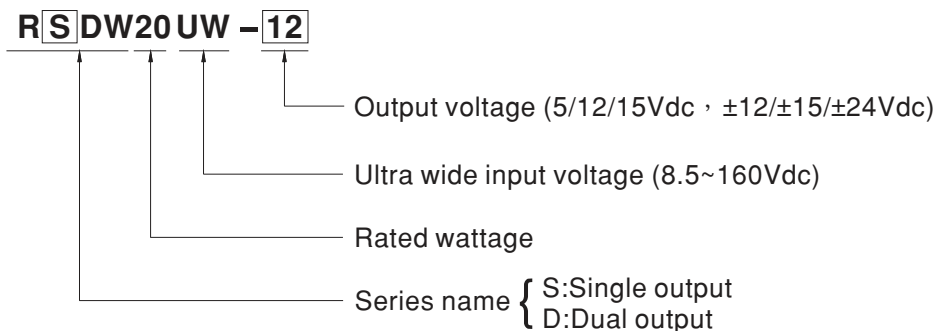 RSDW20UW-12
Output voltage (5/12/15Vdc，±12/±15/±24Vdc)
Ultra wide input voltage (8.5~160Vdc)
Rated wattage
Series name { S:Single output
D:Dual output